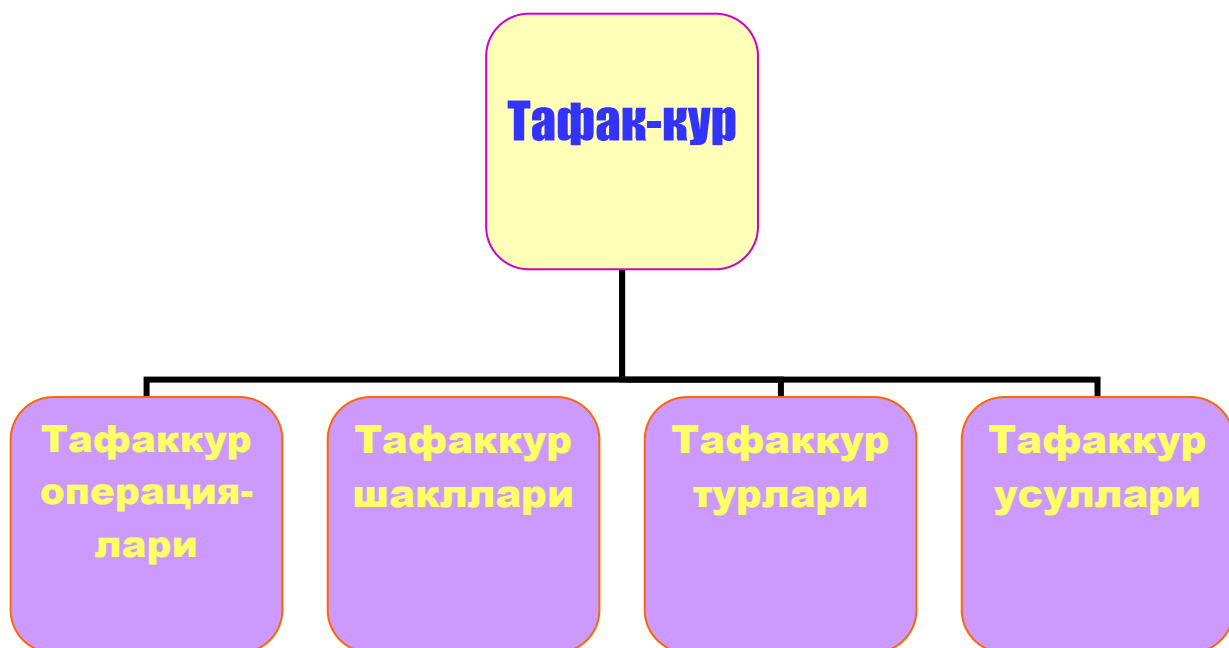 Тафак-кур
Тафаккур
операция-
лари
Тафаккур
шакллари
Тафаккур
турлари
Тафаккур
усуллари